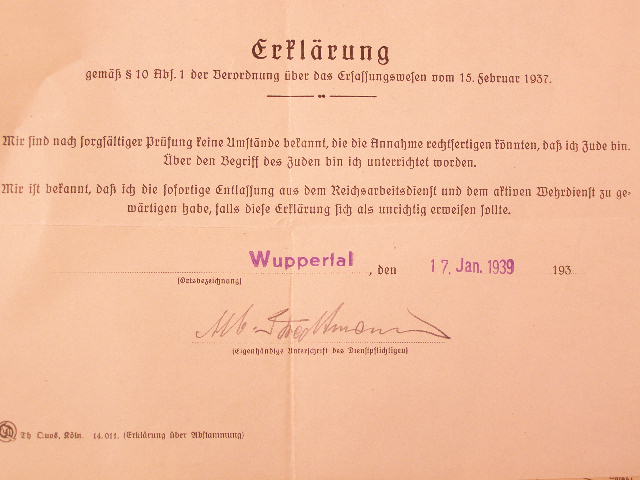 Erklärung
gemäß § 10 Abs. 1 der Verordnung über das Erfassungswesen vom 15. Februar 1937.
Mir sind nach sorgfältiger Prüfung keine Umstände bekannt, die die Annahme rechtfertigen könnten, daß ich Jude bin.
Über den Begriff des Juden bin ich unterrichtet worden.
Mir ist bekannt, daß ich die sofortige Entlassung aus dem Reichsarbeitsdienst und dem aktiven Wehrdienst zu ge-
wärtigen habe, falls diese Erklärung sich als unrichtig erweisen sollte.
Wuppertal, den 17. Jan. 1939 193
(Ortsbezeichnung)
(Eigenhändige Unterschrift des Dienstpflichtigen)
Köln. 14. 011. (Erklärung über Abstammung)